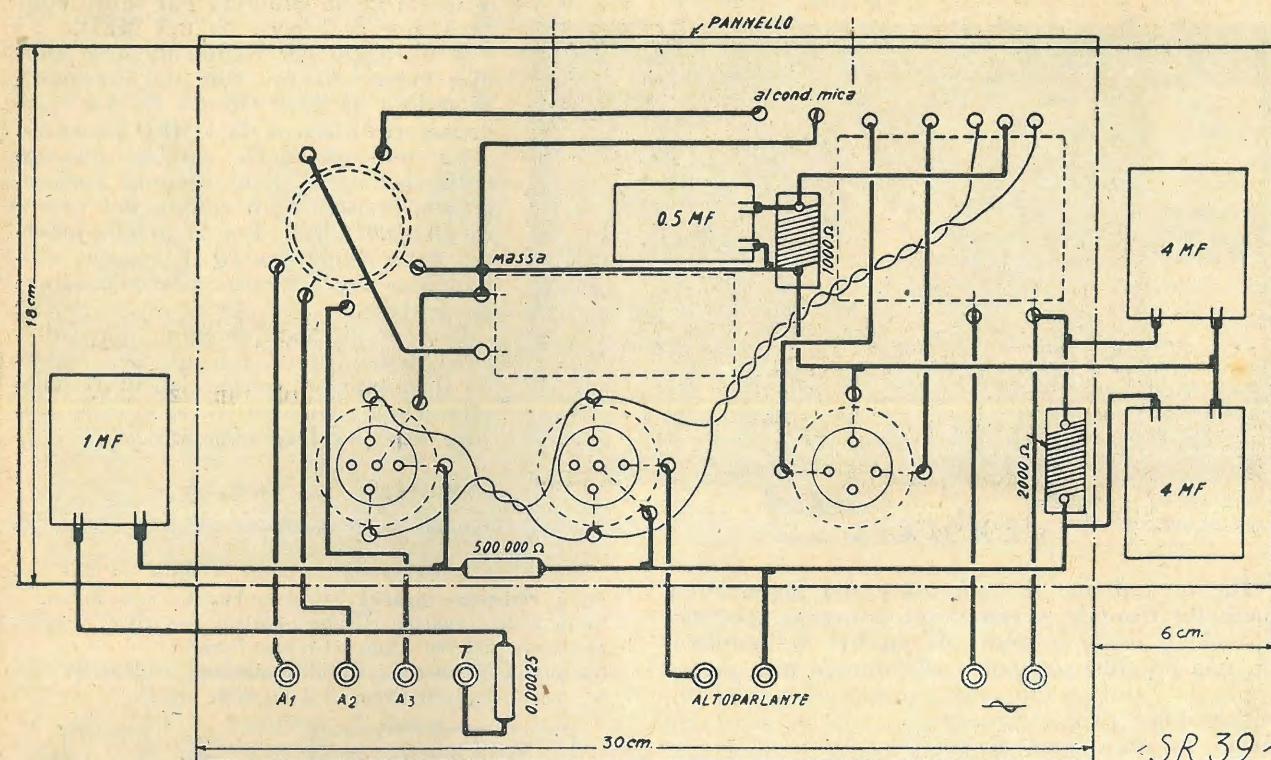 PANNELLO
al cond. mica
0.5 MF
1000 Ω
4 MF
massa
18 cm.
1 MF
2000 Ω
4 MF
500.000 Ω
6 cm.
T
0.00025
A1 A2 A3
ALTOPARLANTE
30 cm.
SR 39